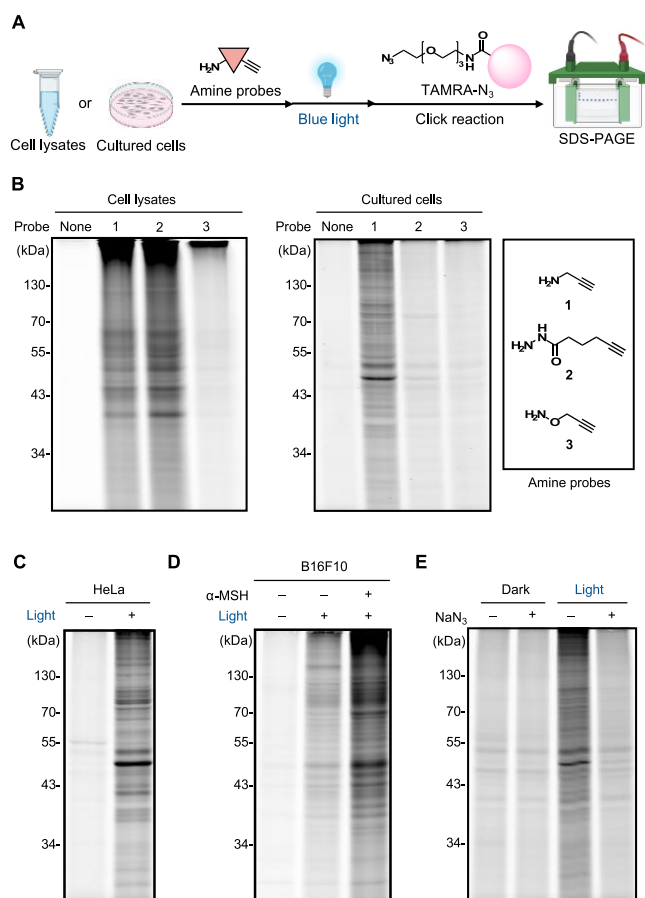 A
N₃
O
3
N
H
O
H₂N
Amine probes
TAMRA-N₃
Cell lysates
or
Cultured cells
Blue light
Click reaction
SDS-PAGE
B
Cell lysates
Probe None 1 2 3
(kDa)
130-
70-
55-
43-
34-
Cultured cells
Probe None 1 2 3
(kDa)
130-
70-
55-
43-
34-
H₂N
1
H₂N
H
N
O
2
H₂N
O
3
Amine probes
C
HeLa
Light – +
(kDa)
130-
70-
55-
43-
34-
D
B16F10
α-MSH – – +
Light – + +
(kDa)
130-
70-
55-
43-
34-
E
Dark Light
NaN₃ – + – +
(kDa)
130-
70-
55-
43-
34-